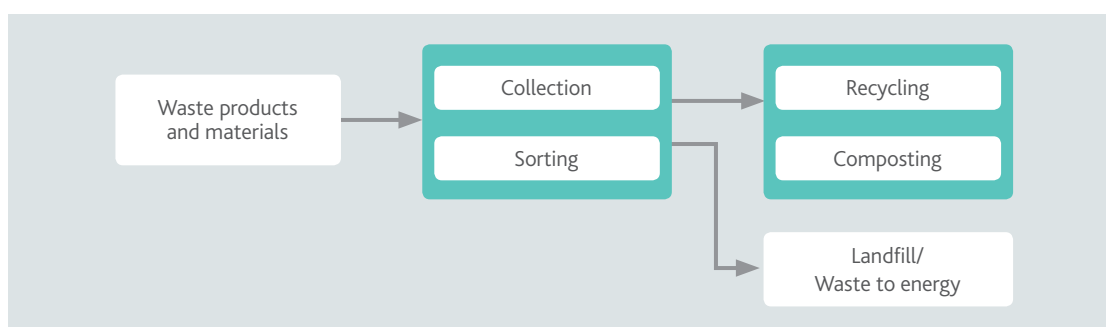 Waste products
and materials
Collection
Sorting
Recycling
Composting
Landfill/
Waste to energy